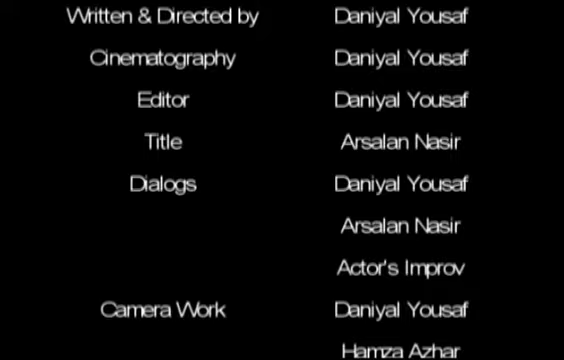 Written & Directed by Daniyal Yousaf
Cinematography Daniyal Yousaf
Editor Daniyal Yousaf
Title Arsalan Nasir
Dialogs Daniyal Yousaf
Arsalan Nasir
Actor's Improv
Camera Work Daniyal Yousaf
Hamza Azhar